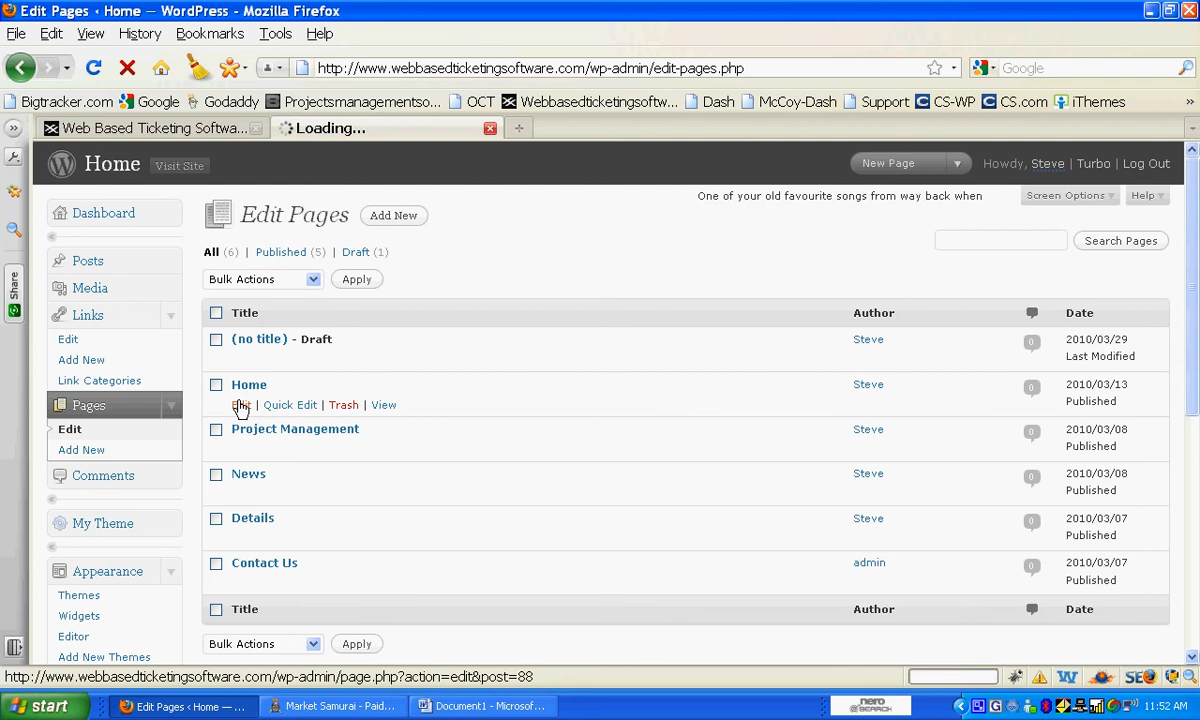 Edit Pages ‹ Home — WordPress - Mozilla Firefox
File Edit View History Bookmarks Tools Help
http://www.webbasedticketingsoftware.com/wp-admin/edit-pages.php
Google
Bigtracker.com Google Godaddy Projectsmanagementso... OCT Webbasedticketingsoftw... Dash McCoy-Dash Support CS-WP CS.com iThemes »
Web Based Ticketing Softwa... Loading...
Home Visit Site New Page Howdy, Steve | Turbo | Log Out
One of your old favourite songs from way back when Screen Options Help
Dashboard
Edit Pages Add New
All (6) | Published (5) | Draft (1)
Search Pages
Posts
Bulk Actions Apply
Media
Links
Edit
Add New
Link Categories
Pages
Edit
Add New
Comments
My Theme
Appearance
Themes
Widgets
Editor
Add New Themes
Share
Title Author Date
(no title) - Draft Steve 0 2010/03/29
Last Modified
Home Steve 0 2010/03/13
Edit | Quick Edit | Trash | View Published
Project Management Steve 0 2010/03/08
Published
News Steve 0 2010/03/08
Published
Details Steve 0 2010/03/07
Published
Contact Us admin 0 2010/03/07
Published
Title Author Date
Bulk Actions Apply
http://www.webbasedticketingsoftware.com/wp-admin/page.php?action=edit&post=88
SE
start Edit Pages ‹ Home — ... Market Samurai - Paid... Document1 - Microsof... nero SEARCH 11:52 AM